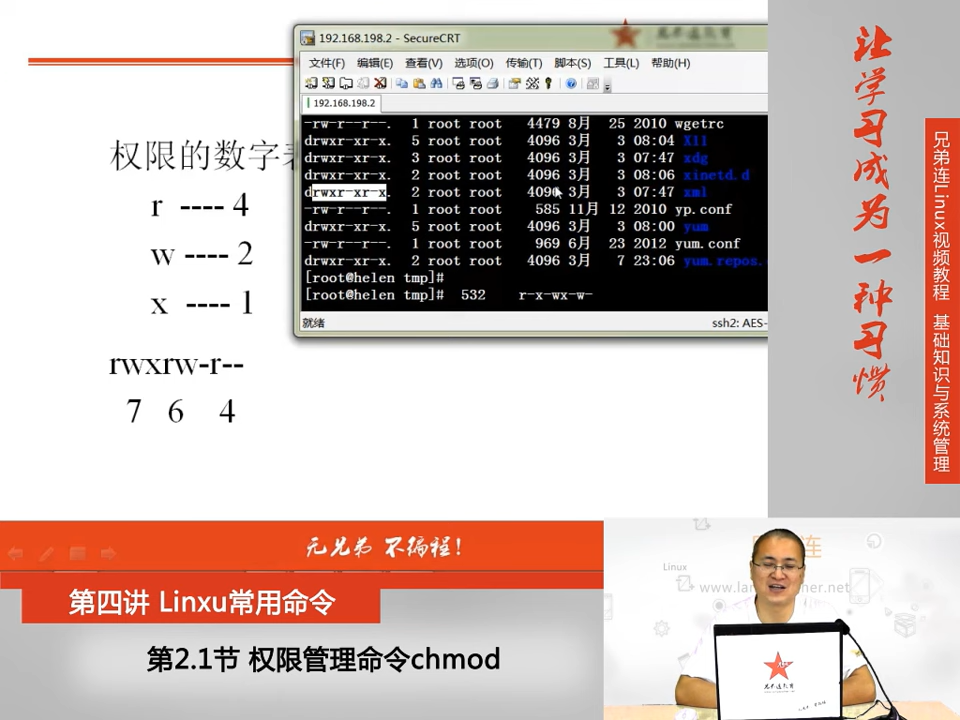 192.168.198.2 - SecureCRT
文件(F) 编辑(E) 查看(V) 选项(O) 传输(T) 脚本(S) 工具(L) 帮助(H)
192.168.198.2
-rw-r--r--. 1 root root 4479 8月 25 2010 wgetrc
drwxr-xr-x. 5 root root 4096 3月 3 08:04 X11
drwxr-xr-x. 3 root root 4096 3月 3 07:47 xdg
drwxr-xr-x. 2 root root 4096 3月 3 08:06 xinetd.d
drwxr-xr-x. 2 root root 4096 3月 3 07:47 xml
-rw-r--r--. 1 root root 585 11月 12 2010 yp.conf
drwxr-xr-x. 5 root root 4096 3月 3 08:00 yum
-rw-r--r--. 1 root root 969 6月 23 2012 yum.conf
drwxr-xr-x. 2 root root 4096 3月 7 23:06 yum.repos.
[root@helen tmp]#
[root@helen tmp]# 532 r-x-wx-w-
就绪 ssh2: AES-
权限的数字
r ---- 4
w ---- 2
x ---- 1
rwxrw-r--
7 6 4
让学习成为一种习惯
兄弟连Linux视频教程 基础知识与系统管理
无兄弟 不编程!
第四讲 Linxu常用命令
第2.1节 权限管理命令chmod
Linux